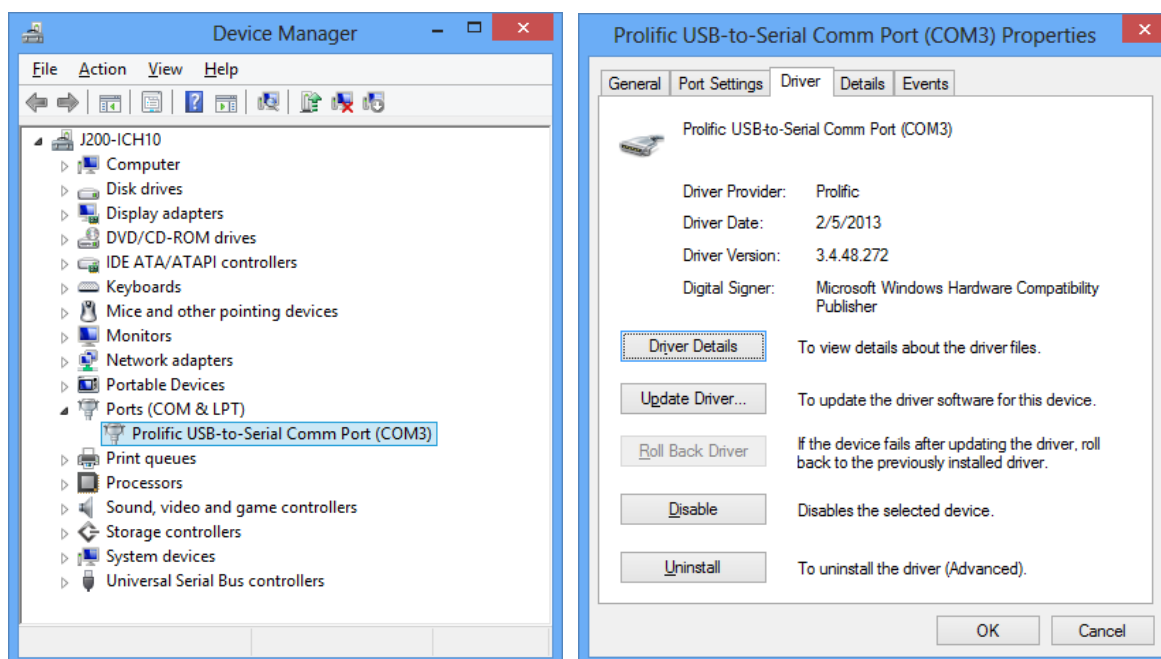 Device Manager
File Action View Help
J200-ICH10
Computer
Disk drives
Display adapters
DVD/CD-ROM drives
IDE ATA/ATAPI controllers
Keyboards
Mice and other pointing devices
Monitors
Network adapters
Portable Devices
Ports (COM & LPT)
Prolific USB-to-Serial Comm Port (COM3)
Print queues
Processors
Sound, video and game controllers
Storage controllers
System devices
Universal Serial Bus controllers
Prolific USB-to-Serial Comm Port (COM3) Properties
General Port Settings Driver Details Events
Prolific USB-to-Serial Comm Port (COM3)
Driver Provider: Prolific
Driver Date: 2/5/2013
Driver Version: 3.4.48.272
Digital Signer: Microsoft Windows Hardware Compatibility
Publisher
Driver Details To view details about the driver files.
Update Driver... To update the driver software for this device.
Roll Back Driver If the device fails after updating the driver, roll
back to the previously installed driver.
Disable Disables the selected device.
Uninstall To uninstall the driver (Advanced).
OK Cancel